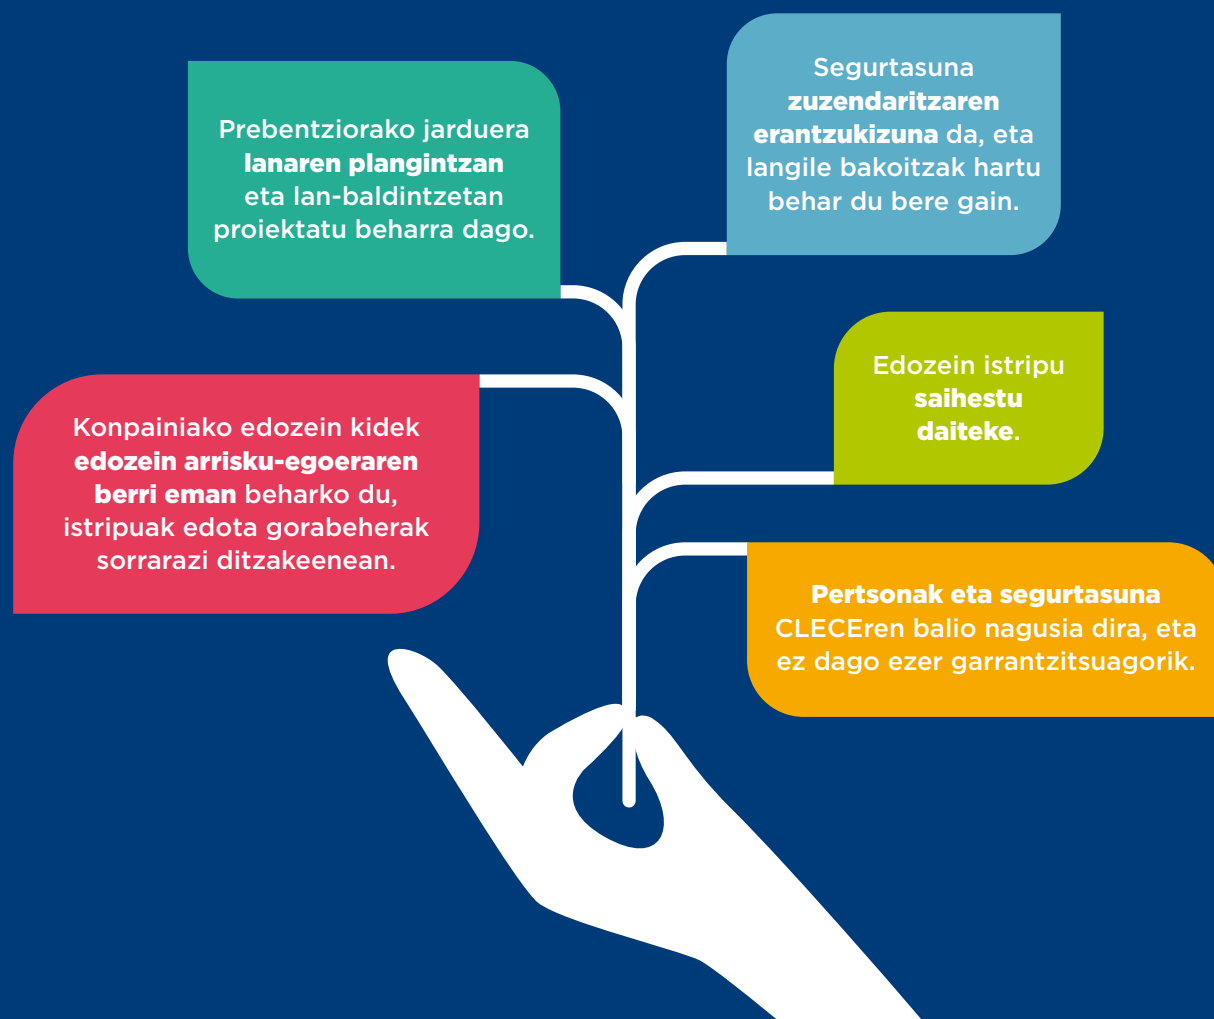 Prebentziorako jarduera
lanaren plangintzan
eta lan-baldintzetan
proiektatu beharra dago.
Segurtasuna
zuzendaritzaren
erantzukizuna da, eta
langile bakoitzak hartu
behar du bere gain.
Konpainiako edozein kidek
edozein arrisku-egoeraren
berri eman beharko du,
istripuak edota gorabeherak
sorrarazi ditzakeenean.
Edozein istripu
saihestu
daiteke.
Pertsonak eta segurtasuna
CLECEren balio nagusia dira, eta
ez dago ezer garrantzitsuagorik.